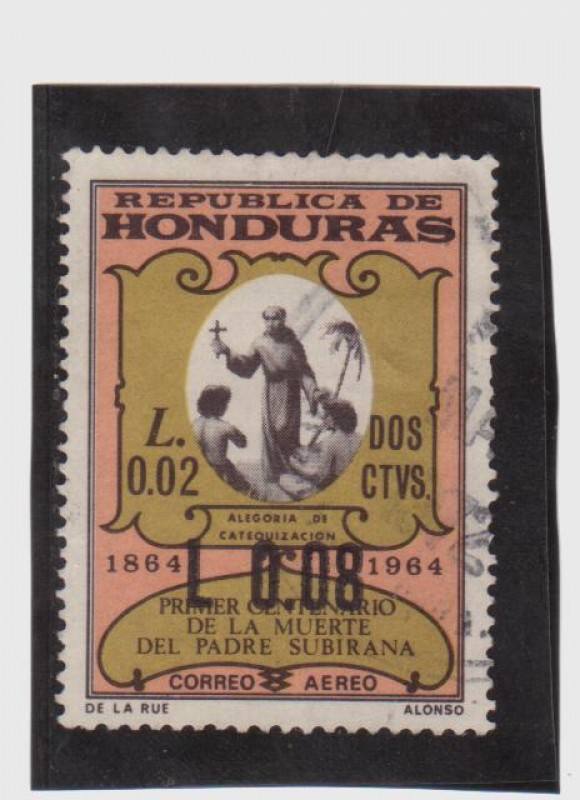 REPUBLICA DE
HONDURAS
L.
0.02
DOS
CTVS.
ALEGORIA DE
CATEQUIZACION
1864
L 0'08
1964
PRIMER CENTENARIO
DE LA MUERTE
DEL PADRE SUBIRANA
CORREO AEREO
DE LA RUE
ALONSO